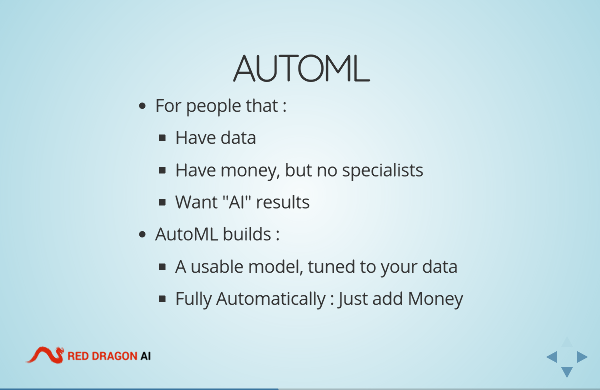 AUTOML
For people that :
Have data
Have money, but no specialists
Want "AI" results
AutoML builds :
A usable model, tuned to your data
Fully Automatically : Just add Money
RED DRAGON AI